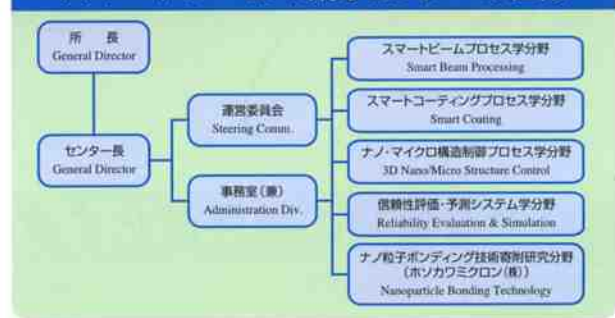 所 長
General Director
センター長
General Director
運営委員会
Steering Comm.
事務室(兼)
Administration Div.
スマートビームプロセス学分野
Smart Beam Processing
スマートコーティングプロセス学分野
Smart Coating
ナノ・マイクロ構造制御プロセス学分野
3D Nano/Micro Structure Control
信頼性評価・予測システム学分野
Reliability Evaluation & Simulation
ナノ粒子ボンディング技術寄附研究分野
(ホソカワミクロン(株))
Nanoparticle Bonding Technology